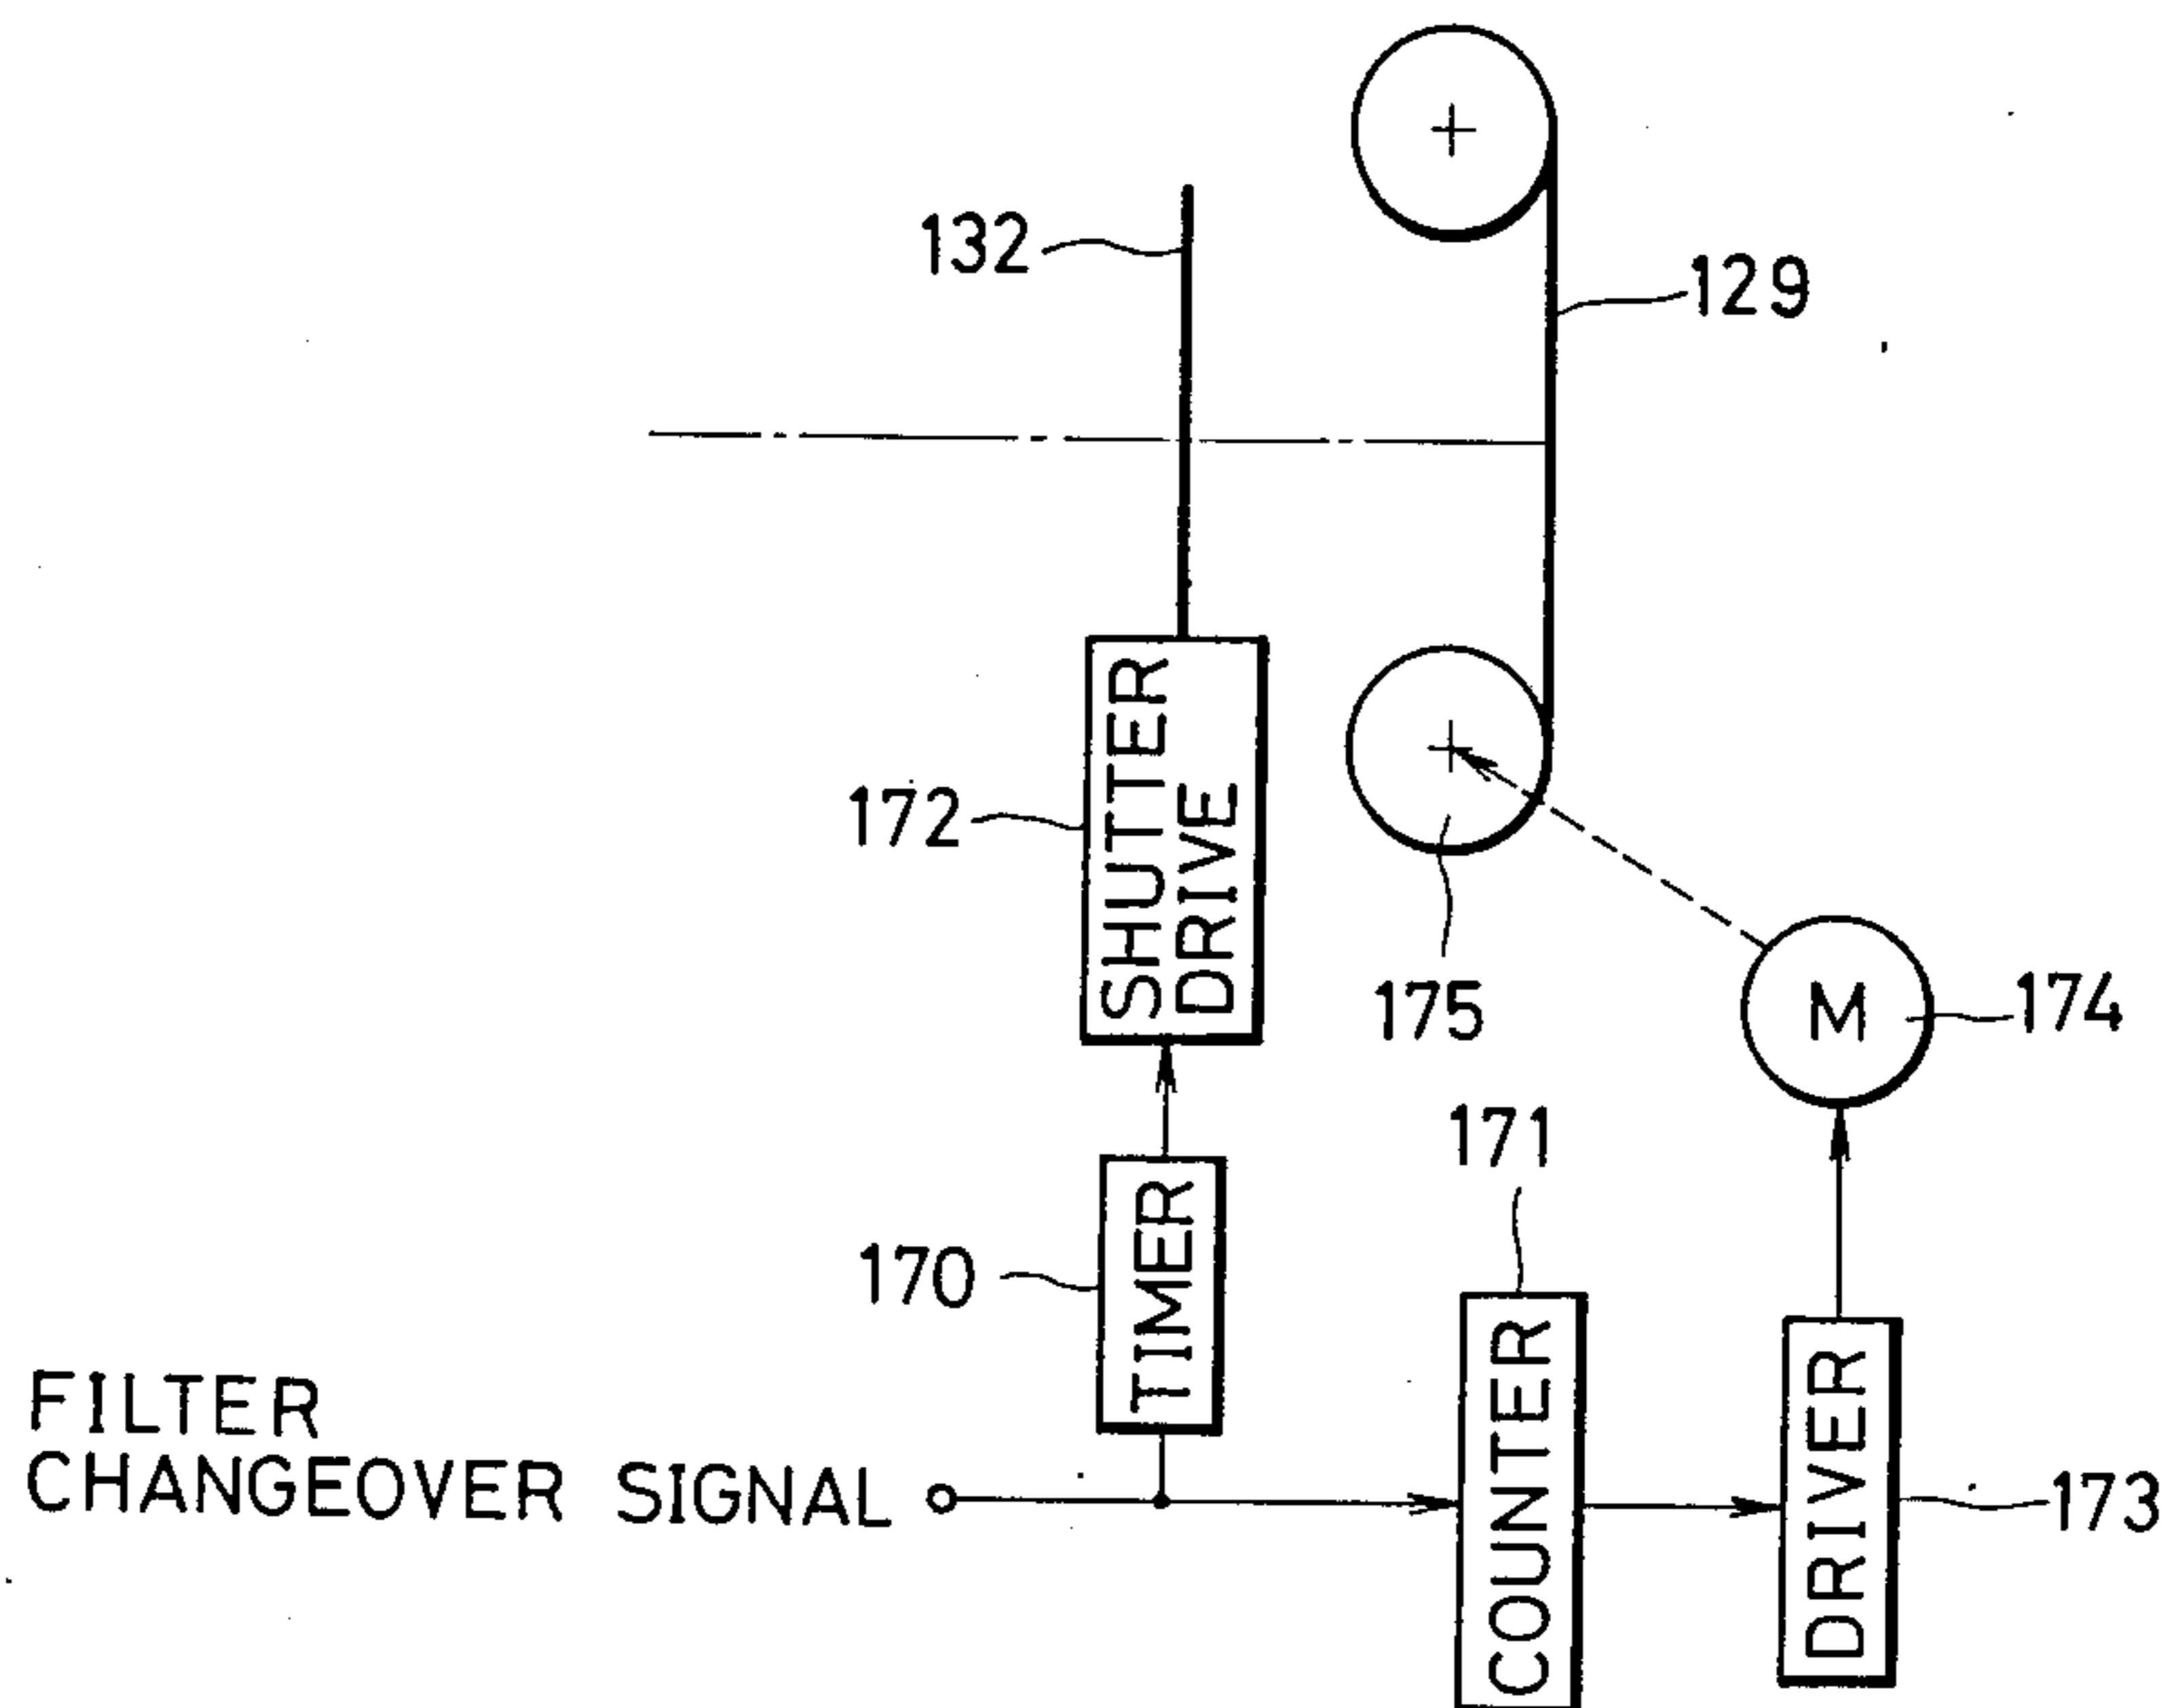 132
129
SHUTTER
DRIVE
172
175
M
174
171
TIMER
170
COUNTER
DRIVER
173
FILTER
CHANGEOVER SIGNAL